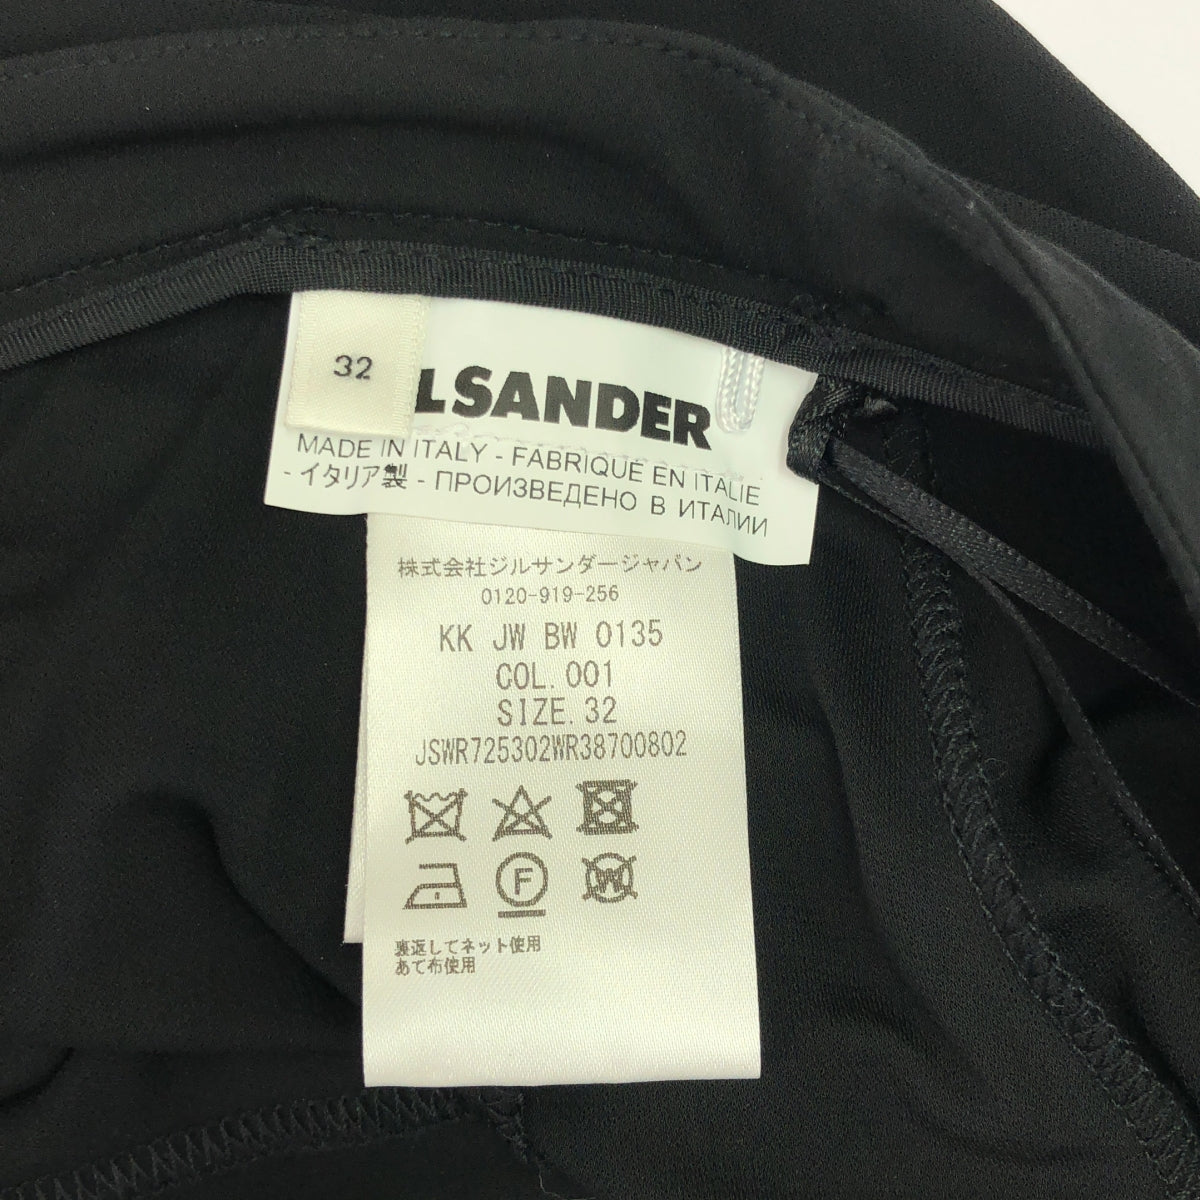 32
LSANDER
MADE IN ITALY - FABRIQUÉ EN ITALIE
- イタリア製 - ПРОИЗВЕДЕНО В ИТАЛИИ
株式会社ジルサンダージャパン
0120-919-256
KK JW BW 0135
COL.001
SIZE.32
JSWR725302WR38700802
F
W
裏返してネット使用
あて布使用